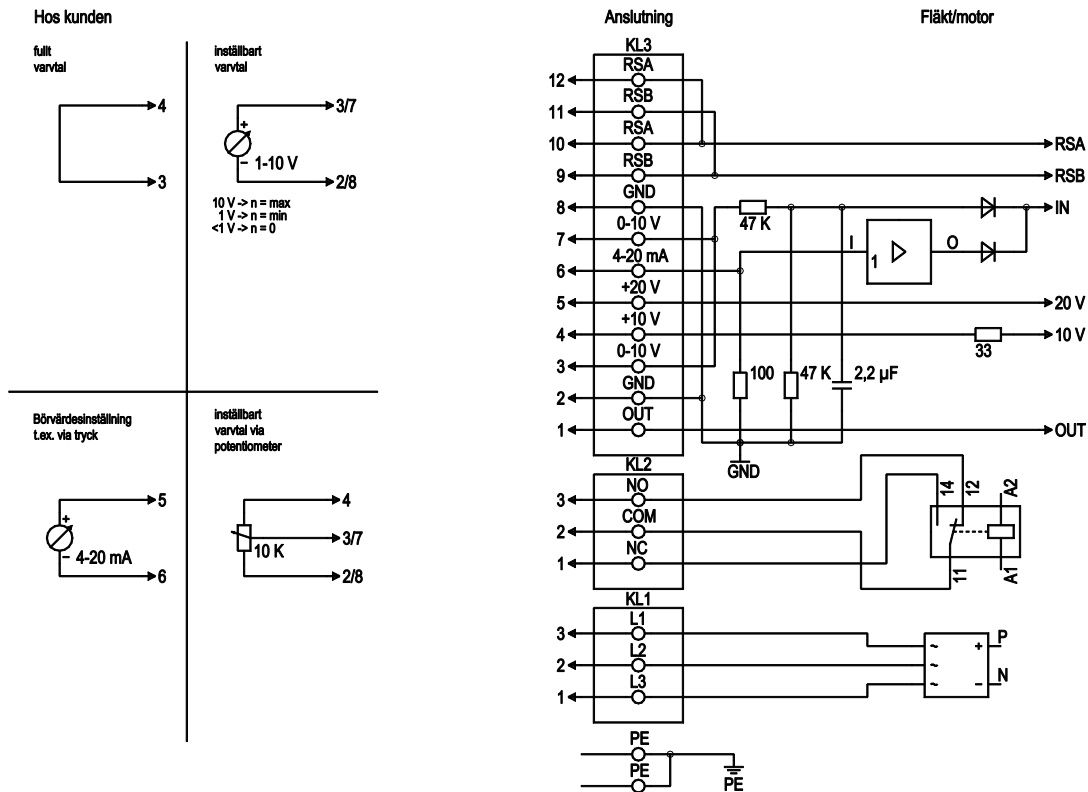 Hos kunden
fullt
varvtal
4
3
inställbart
varvtal
3/7
+
1-10 V
−
2/8
10 V -> n = max
1 V -> n = min
<1 V -> n = 0
Börvärdesinställning
t.ex. via tryck
5
+
4-20 mA
−
6
inställbart
varvtal via
potentiometer
4
3/7
10 K
2/8
Anslutning
Fläkt/motor
KL3
12 RSA
11 RSB
10 RSA RSA
9 RSB RSB
8 GND IN
47 K
7 0-10 V
I 1 O
6 4-20 mA
5 +20 V 20 V
4 +10 V 10 V
33
3 0-10 V
100 47 K 2,2 µF
2 GND
1 OUT OUT
GND
KL2
3 NO
2 COM
1 NC
14 12 A2
11 A1
KL1
3 L1
2 L2
1 L3
~ + P
~
~ − N
PE
PE
PE